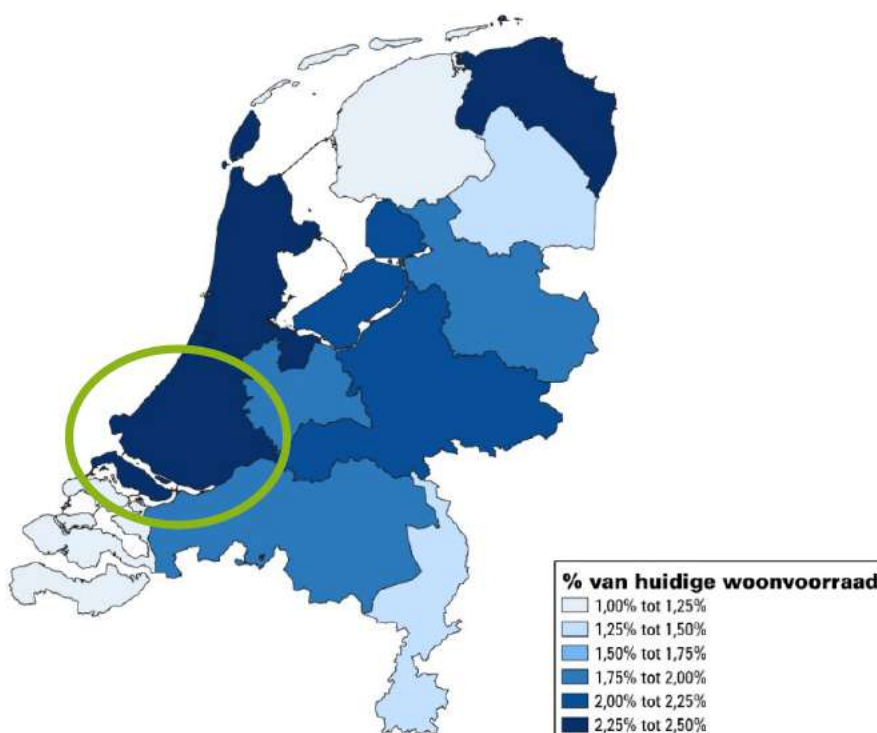 % van huidige woonvoorraad
1,00% tot 1,25%
1,25% tot 1,50%
1,50% tot 1,75%
1,75% tot 2,00%
2,00% tot 2,25%
2,25% tot 2,50%